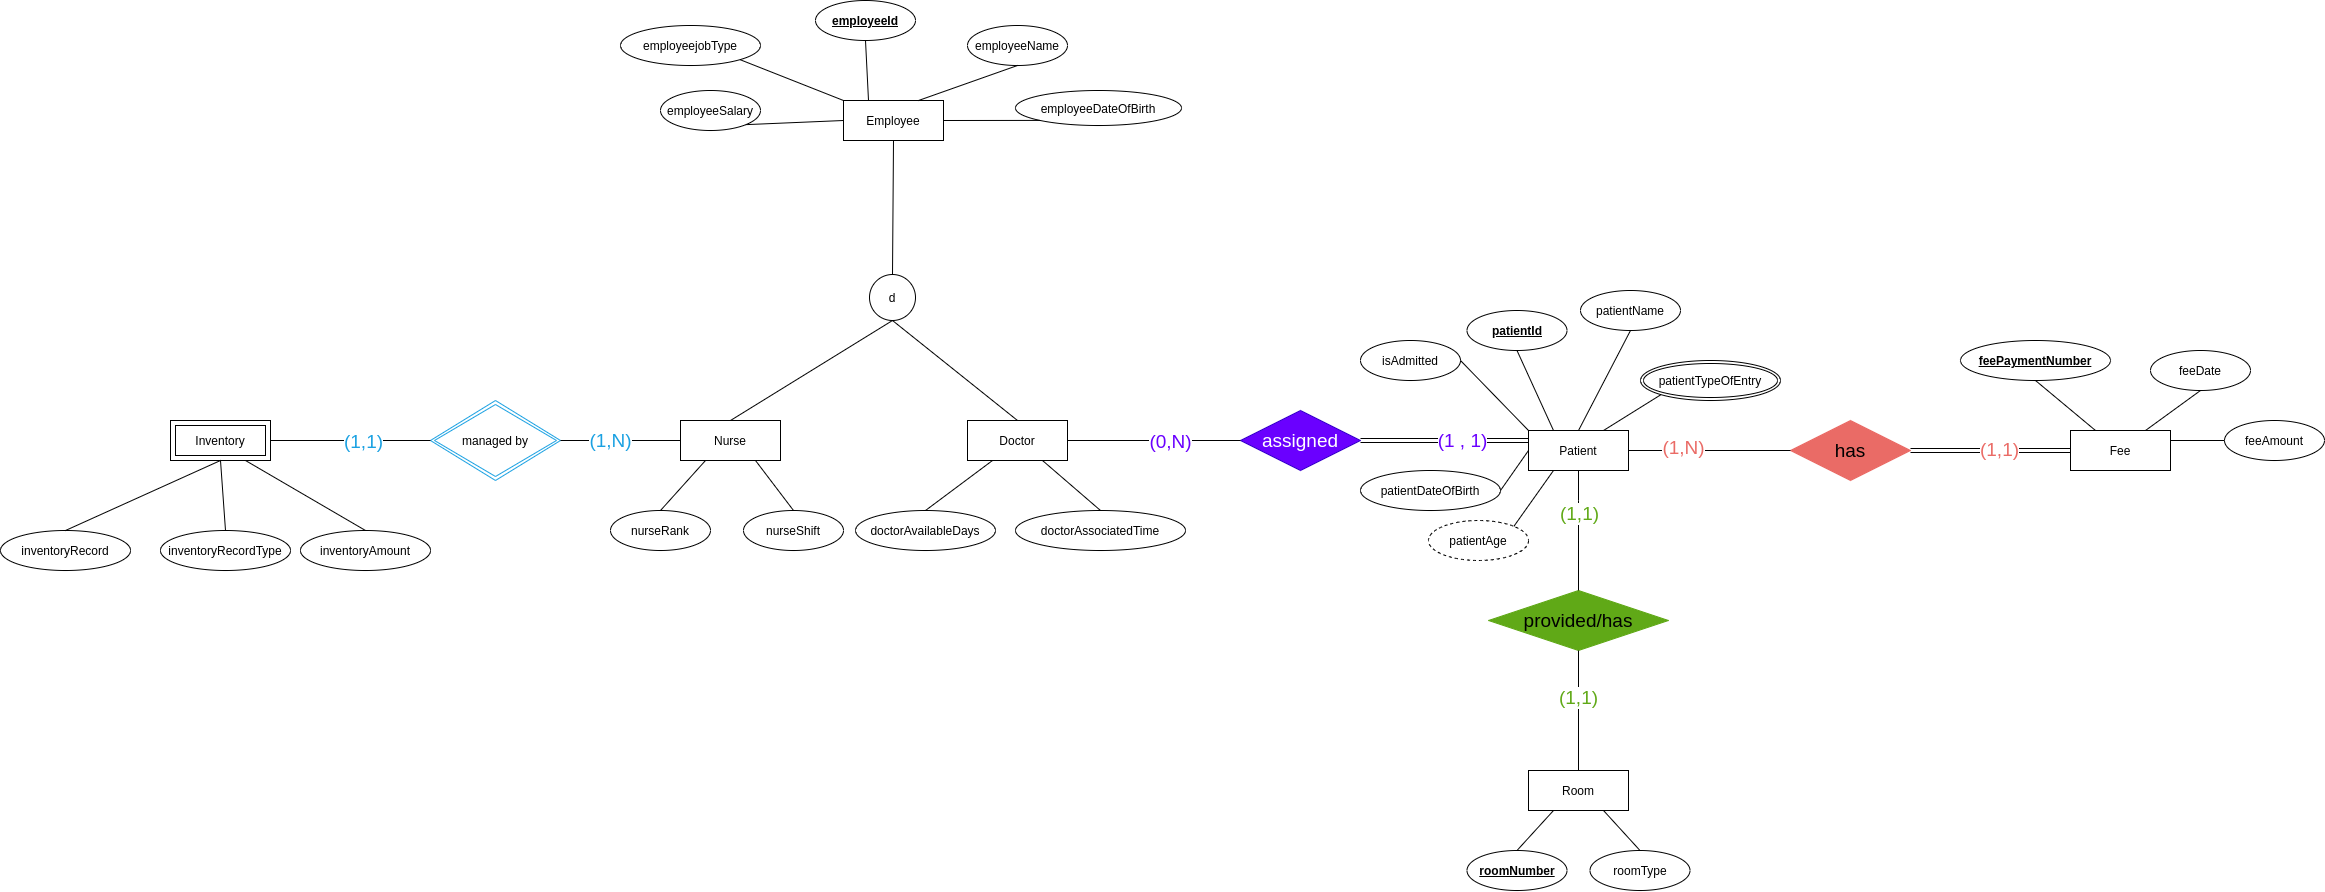 employeeId
employeejobType
employeeName
employeeSalary
employeeDateOfBirth
Employee
d
patientName
patientId
isAdmitted
patientTypeOfEntry
feePaymentNumber
feeDate
Inventory
(1,1)
managed by
(1,N)
Nurse
Doctor
(0,N)
assigned
(1 , 1)
Patient
(1,N)
has
(1,1)
Fee
feeAmount
patientDateOfBirth
patientAge
(1,1)
inventoryRecord
inventoryRecordType
inventoryAmount
nurseRank
nurseShift
doctorAvailableDays
doctorAssociatedTime
provided/has
(1,1)
Room
roomNumber
roomType